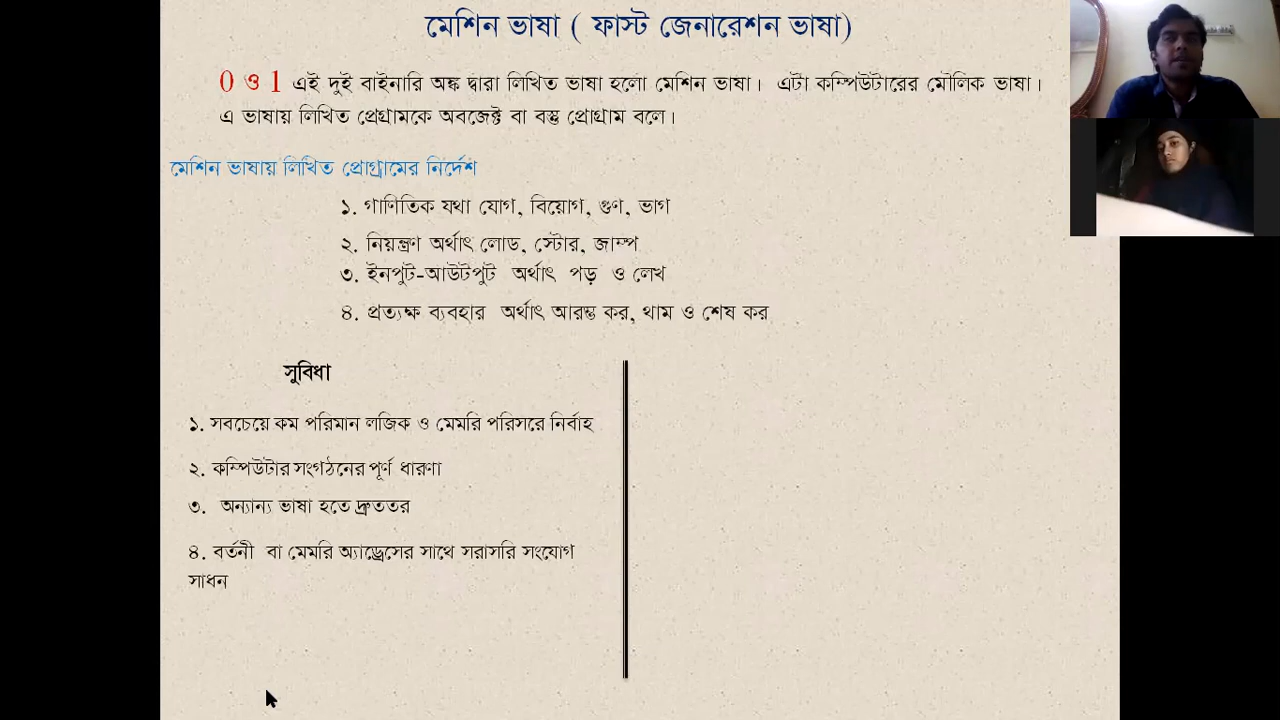 মেশিন ভাষা ( ফাস্ট জেনারেশন ভাষা)
0 ও 1 এই দুই বাইনারি অঙ্ক দ্বারা লিখিত ভাষা হলো মেশিন ভাষা। এটা কম্পিউটারের মৌলিক ভাষা।
এ ভাষায় লিখিত প্রেগ্রামকে অবজেক্ট বা বস্তু প্রোগ্রাম বলে।
মেশিন ভাষায় লিখিত প্রোগ্রামের নির্দেশ
১. গাণিতিক যথা যোগ, বিয়োগ, গুণ, ভাগ
২. নিয়ন্ত্রণ অর্থাৎ লোড, স্টোর, জাম্প
৩. ইনপুট-আউটপুট অর্থাৎ পড় ও লেখ
৪. প্রত্যক্ষ ব্যবহার অর্থাৎ আরম্ভ কর, থাম ও শেষ কর
সুবিধা
১. সবচেয়ে কম পরিমান লজিক ও মেমরি পরিসরে নির্বাহ
২. কম্পিউটার সংগঠনের পূর্ণ ধারণা
৩. অন্যান্য ভাষা হতে দ্রুততর
৪. বর্তনী বা মেমরি অ্যাড্রেসের সাথে সরাসরি সংযোগ
সাধন